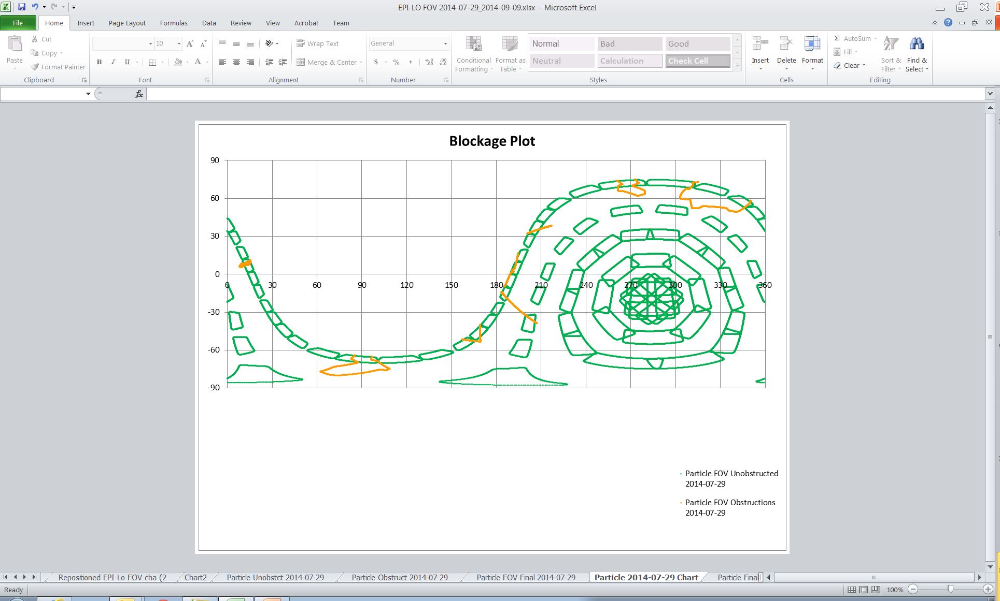 EPI-LO FOV 2014-07-29_2014-09-09.xlsx - Microsoft Excel
File Home Insert Page Layout Formulas Data Review View Acrobat Team
Paste
Cut
Copy
Format Painter
Clipboard
10
B I U A
Font
Wrap Text
Merge & Center
Alignment
General
$ % ,
Number
Conditional
Formatting
Format as
Table
Normal Bad Good
Neutral Calculation Check Cell
Styles
Insert Delete Format
Cells
Σ AutoSum
Fill
Clear
Sort &
Filter
Find &
Select
Editing
fx
Blockage Plot
90
60
30
0
-30
-60
-90
0 30 60 90 120 150 180 210 240 270 300 330 360
Particle FOV Unobstructed
2014-07-29
Particle FOV Obstructions
2014-07-29
Repositioned EPI-Lo FOV cha (2 Chart2 Particle Unobstct 2014-07-29 Particle Obstruct 2014-07-29 Particle FOV Final 2014-07-29 Particle 2014-07-29 Chart Particle Final
Ready 100%